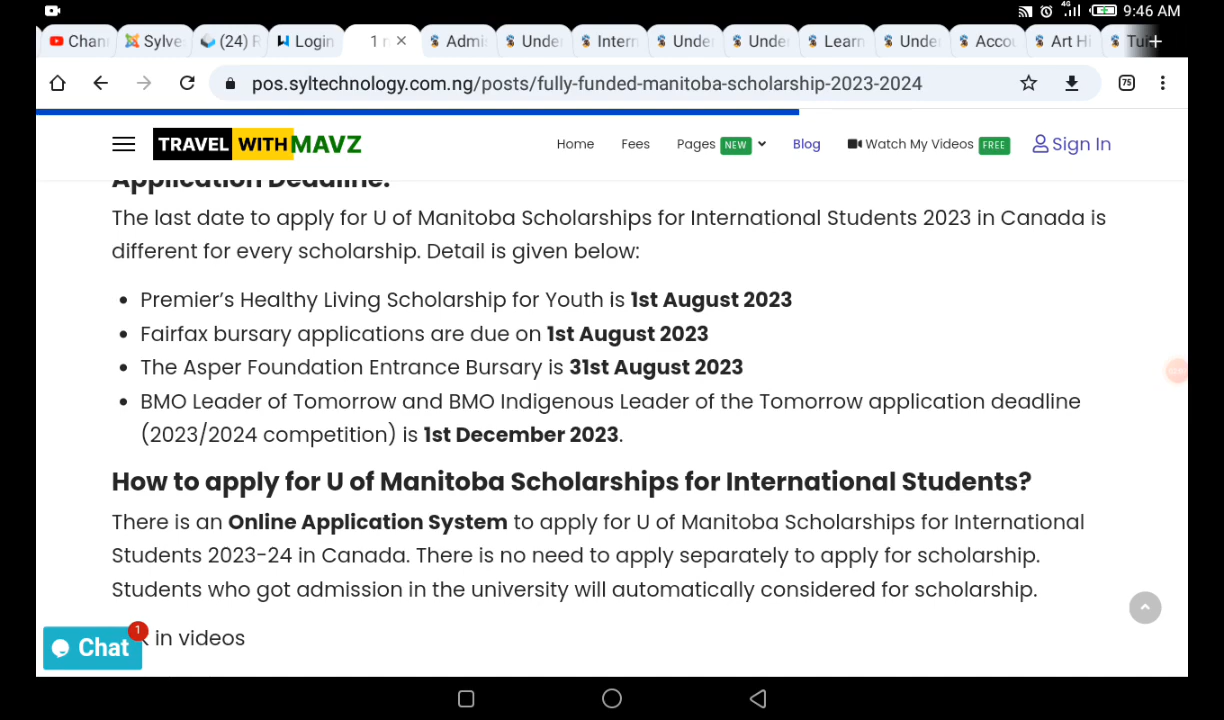 9:46 AM
Chan Sylve (24) F Login 1 r Admi Under Intern Under Unde Learn Unde Accou Art Hi Tui
pos.syltechnology.com.ng/posts/fully-funded-manitoba-scholarship-2023-2024 75
TRAVEL WITH MAVZ Home Fees Pages NEW Blog Watch My Videos FREE Sign In
Application Deadline:
The last date to apply for U of Manitoba Scholarships for International Students 2023 in Canada is
different for every scholarship. Detail is given below:
• Premier's Healthy Living Scholarship for Youth is 1st August 2023
• Fairfax bursary applications are due on 1st August 2023
• The Asper Foundation Entrance Bursary is 31st August 2023
• BMO Leader of Tomorrow and BMO Indigenous Leader of the Tomorrow application deadline
(2023/2024 competition) is 1st December 2023.
How to apply for U of Manitoba Scholarships for International Students?
There is an Online Application System to apply for U of Manitoba Scholarships for International
Students 2023-24 in Canada. There is no need to apply separately to apply for scholarship.
Students who got admission in the university will automatically considered for scholarship.
in videos
Chat 1